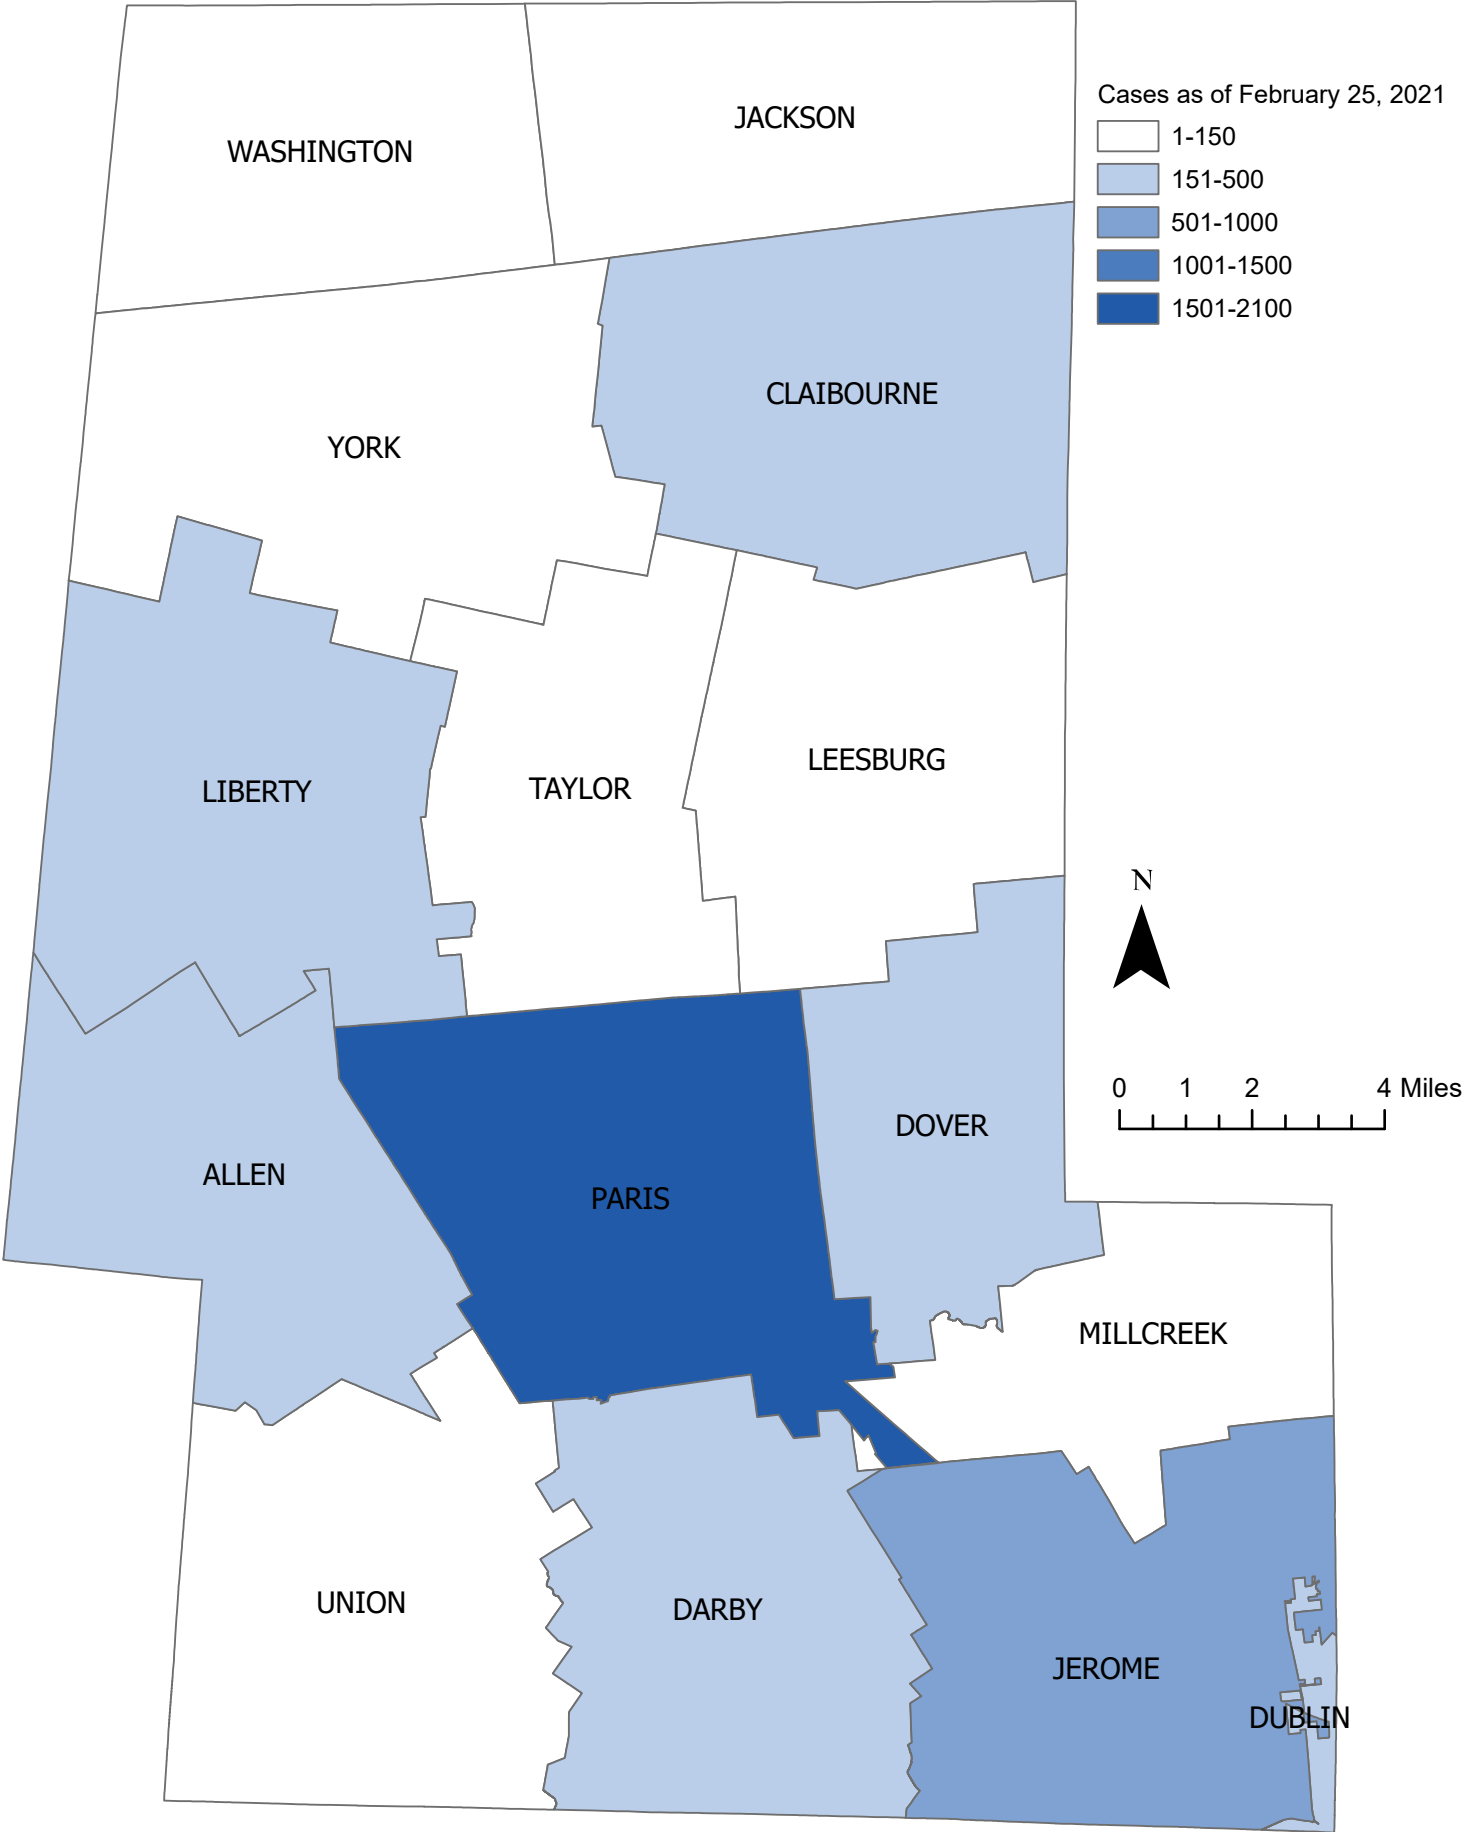 Cases as of February 25, 2021
1-150
151-500
501-1000
1001-1500
1501-2100
JACKSON
WASHINGTON
CLAIBOURNE
YORK
LEESBURG
TAYLOR
LIBERTY
N
0 1 2 4 Miles
DOVER
ALLEN
PARIS
MILLCREEK
UNION
DARBY
JEROME
DUBLIN